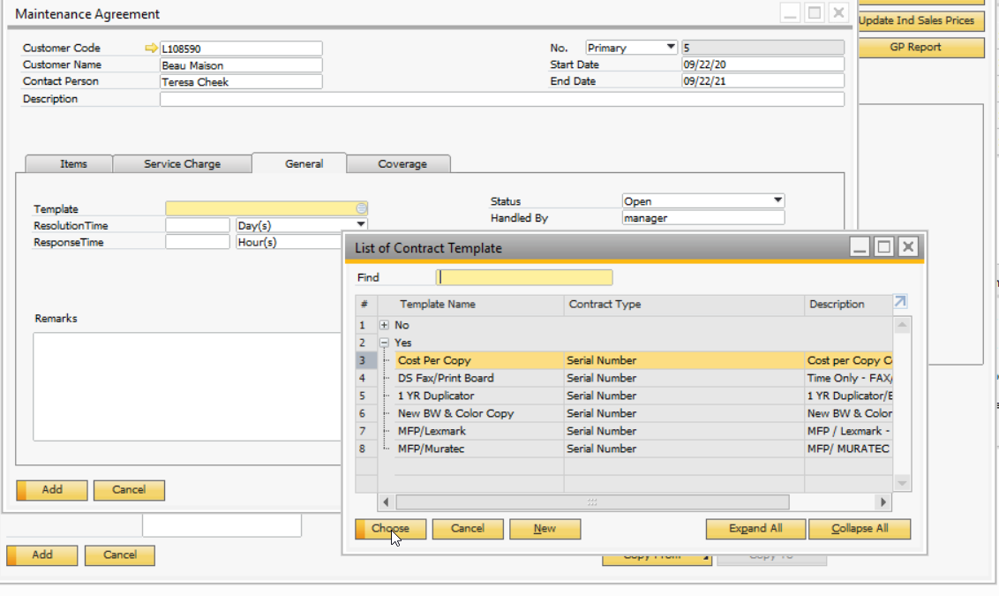 Maintenance Agreement
Update Ind Sales Prices
GP Report
Customer Code L108590
Customer Name Beau Maison
Contact Person Teresa Cheek
Description
No. Primary 5
Start Date 09/22/20
End Date 09/22/21
Items Service Charge General Coverage
Template
ResolutionTime Day(s)
ResponseTime Hour(s)
Status Open
Handled By manager
Remarks
List of Contract Template
Find
# Template Name Contract Type Description
1 No
2 Yes
3 Cost Per Copy Serial Number Cost per Copy C
4 DS Fax/Print Board Serial Number Time Only - FAX/
5 1 YR Duplicator Serial Number 1 YR Duplicator/E
6 New BW & Color Copy Serial Number New BW & Color
7 MFP/Lexmark Serial Number MFP / Lexmark -
8 MFP/Muratec Serial Number MFP/ MURATEC
Choose Cancel New Expand All Collapse All
Add Cancel
Add Cancel
Copy From Copy To